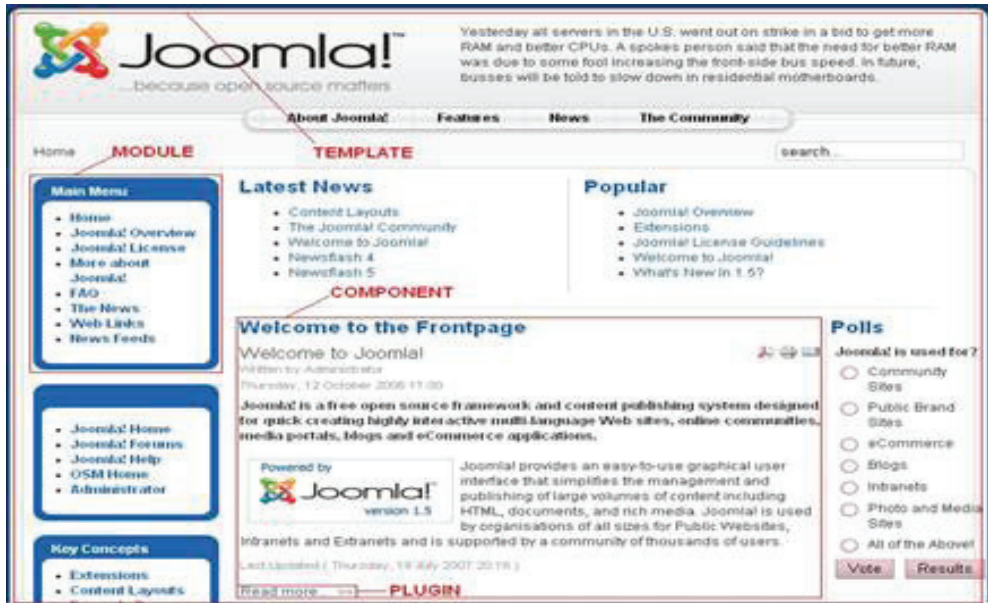 Joomla!™
...because open source matters
Yesterday all servers in the U.S. went out on strike in a bid to get more
RAM and better CPUs. A spokes person said that the need for better RAM
was due to some fool increasing the front-side bus speed. In future,
busses will be told to slow down in residential motherboards.
About Joomla! Features News The Community
Home
MODULE
TEMPLATE
search...
Main Menu
Home
Joomla! Overview
Joomla! License
More about
Joomla!
FAQ
The News
Web Links
News Feeds
Latest News
Content Layouts
The Joomla! Community
Welcome to Joomla!
Newsflash 4
Newsflash 5
Popular
Joomla! Overview
Extensions
Joomla! License Guidelines
Welcome to Joomla!
What's New in 1.5?
COMPONENT
Joomla! Home
Joomla! Forums
Joomla! Help
OSM Home
Administrator
Key Concepts
Extensions
Content Layouts
Welcome to the Frontpage
Welcome to Joomla!
Written by Administrator
Thursday, 12 October 2006 11:00
Joomla! is a free open source framework and content publishing system designed
for quick creating highly interactive multi-language Web sites, online communities,
media portals, blogs and eCommerce applications.
Powered by
Joomla!
version 1.5
Joomla! provides an easy-to-use graphical user
interface that simplifies the management and
publishing of large volumes of content including
HTML, documents, and rich media. Joomla! is used
by organisations of all sizes for Public Websites,
Intranets and Extranets and is supported by a community of thousands of users.
Last Updated ( Thursday, 19 July 2007 20:19 )
Read more...
PLUGIN
Polls
Joomla! is used for?
Community
Sites
Public Brand
Sites
eCommerce
Blogs
Intranets
Photo and Media
Sites
All of the Above!
Vote Results